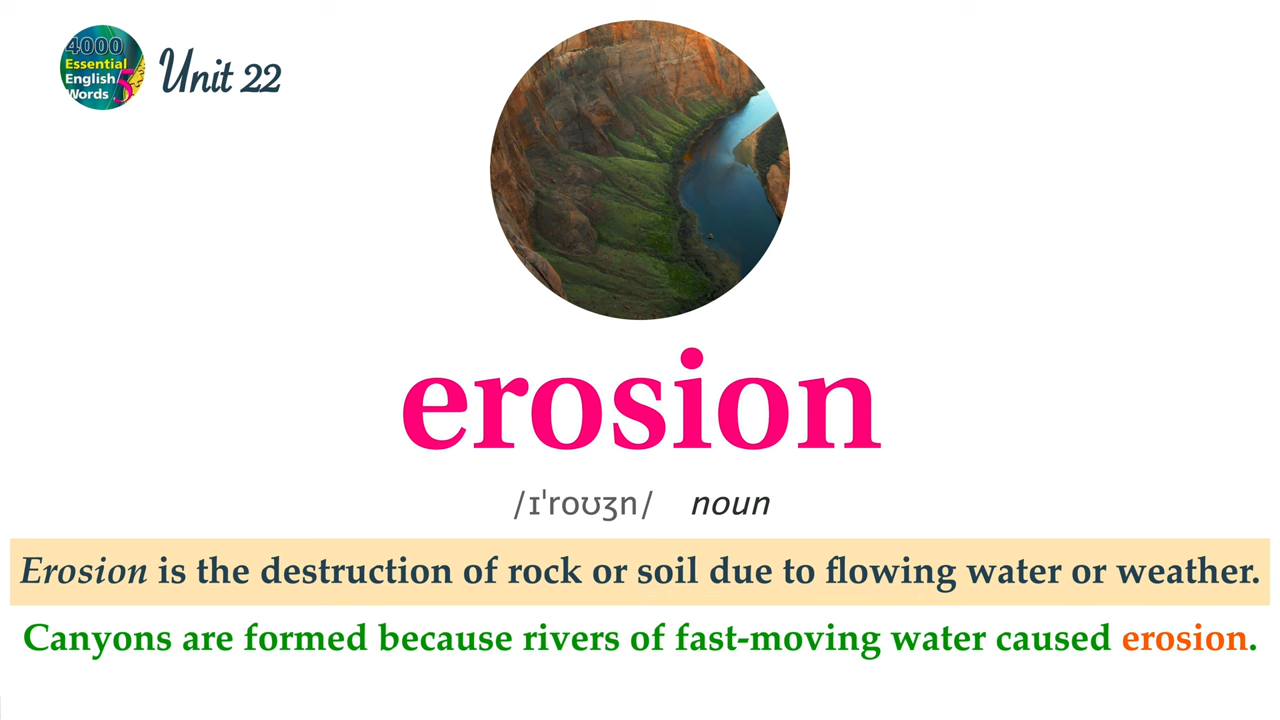 4000
Essential
English
Words 5
Unit 22
erosion
/ɪˈroʊʒn/ noun
Erosion is the destruction of rock or soil due to flowing water or weather.
Canyons are formed because rivers of fast-moving water caused erosion.